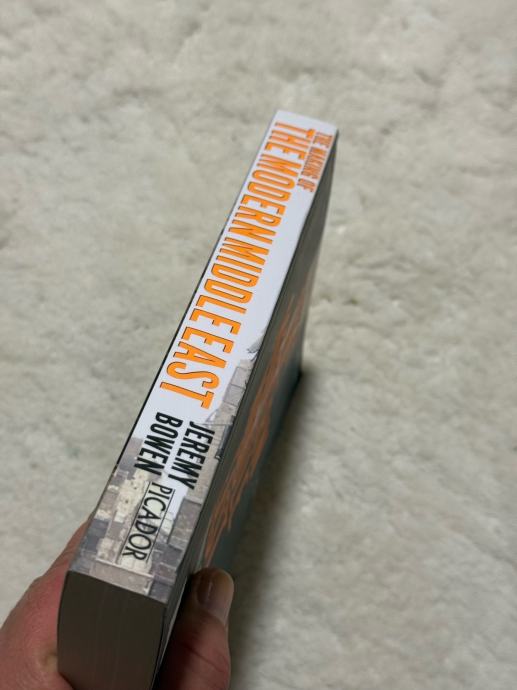 THE MAKING OF
THE MODERN MIDDLE EAST
JEREMY
BOWEN
PICADOR